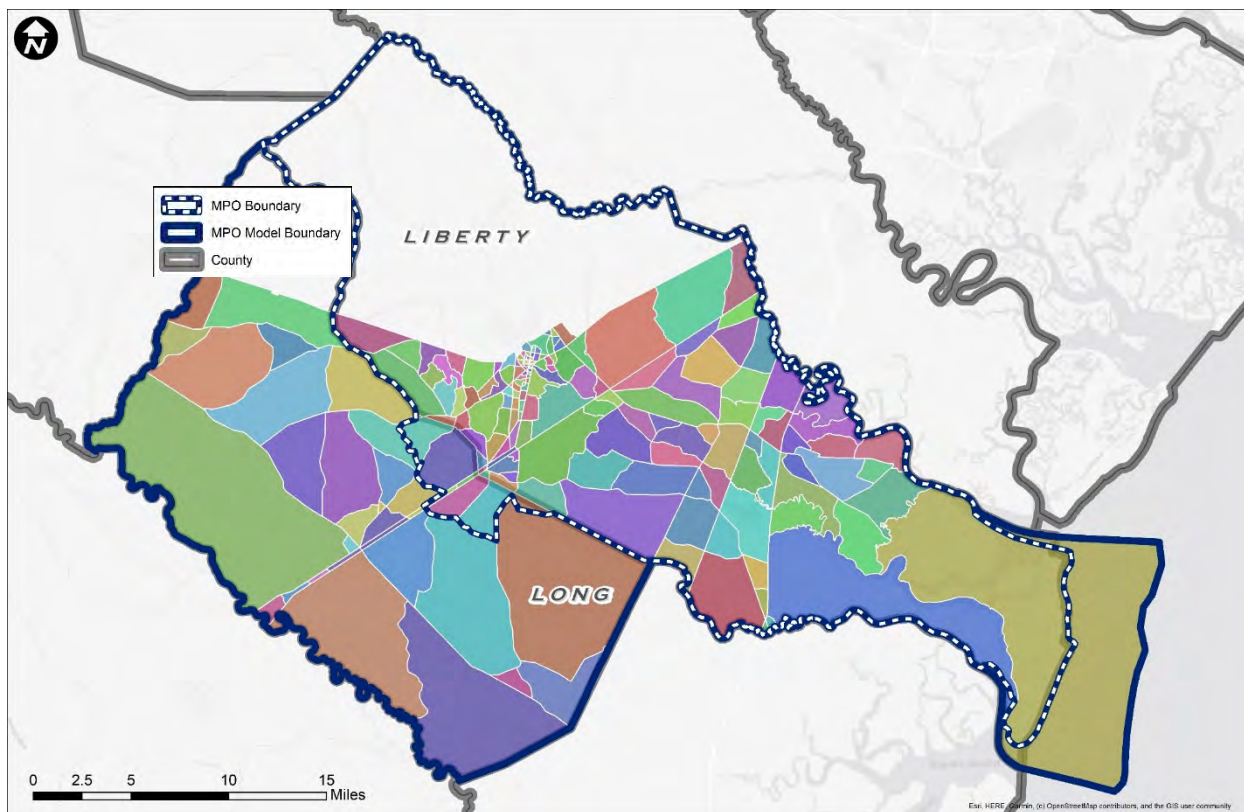 N
MPO Boundary
MPO Model Boundary
County
LIBERTY
LONG
0 2.5 5 10 15
Miles
Esri, HERE, Garmin, (c) OpenStreetMap contributors, and the GIS user community